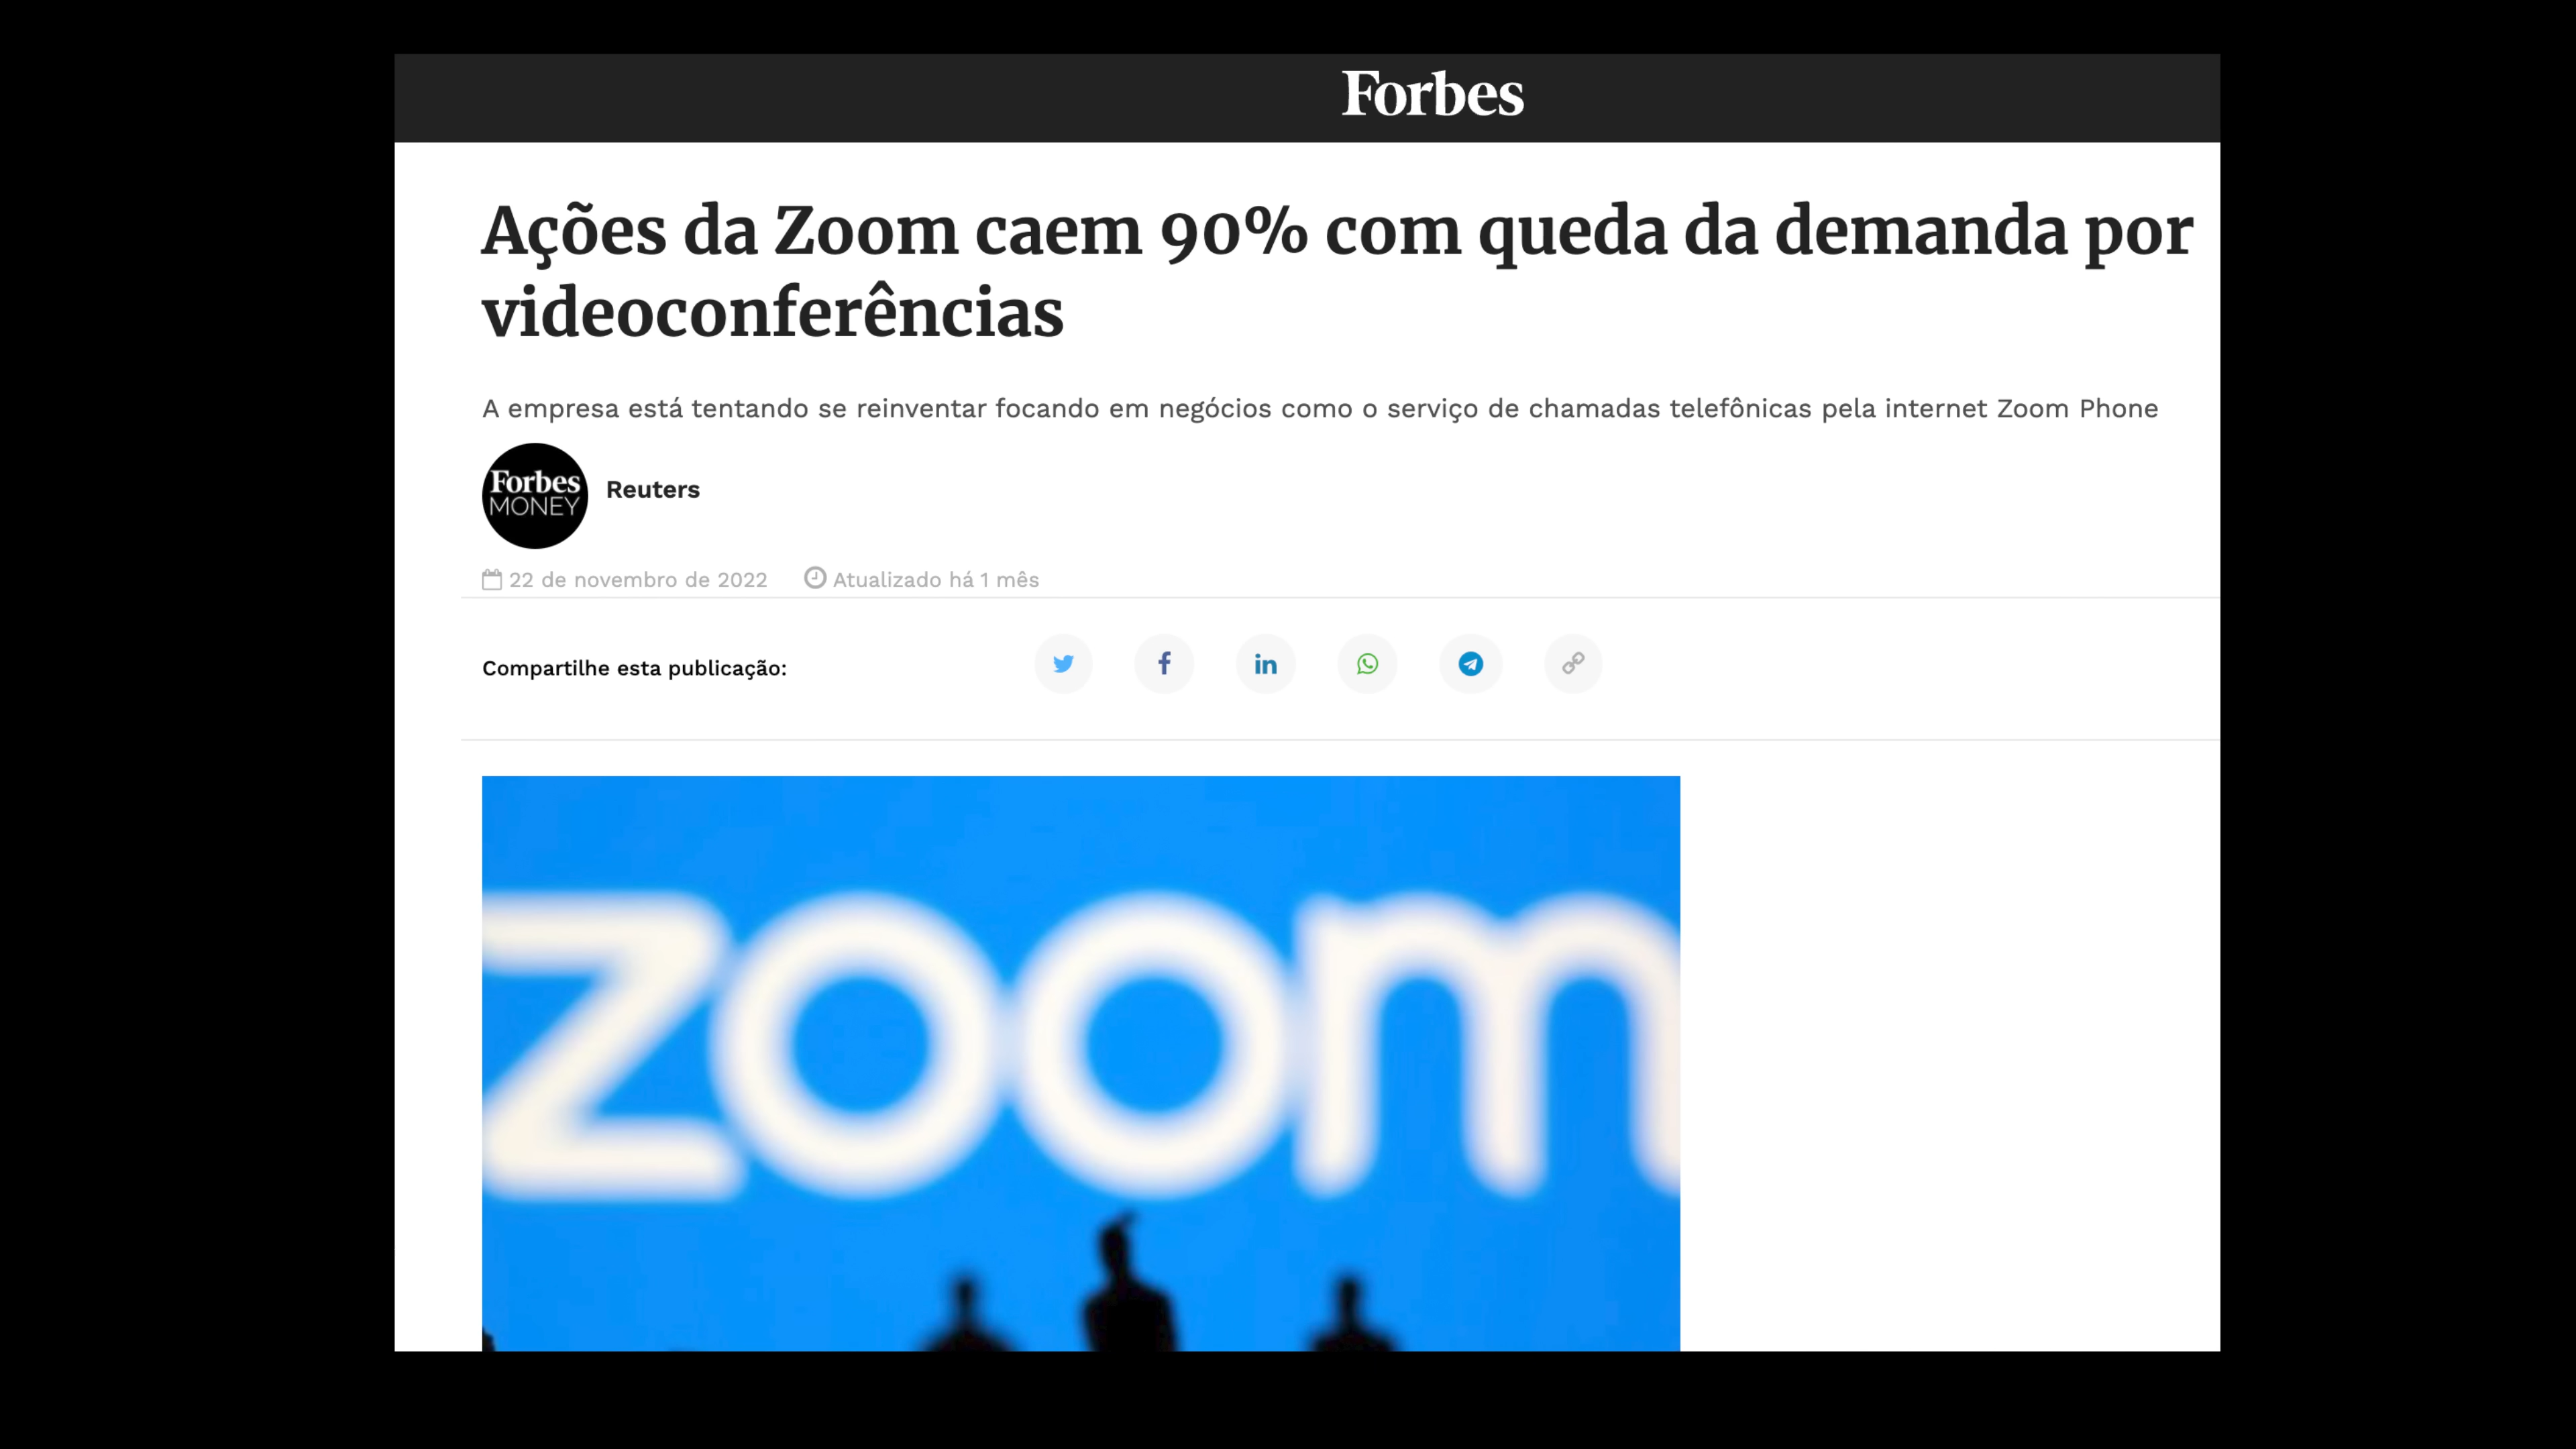 Forbes
Ações da Zoom caem 90% com queda da demanda por
videoconferências
A empresa está tentando se reinventar focando em negócios como o serviço de chamadas telefônicas pela internet Zoom Phone
Forbes
MONEY
Reuters
22 de novembro de 2022 Atualizado há 1 mês
Compartilhe esta publicação:
zoom